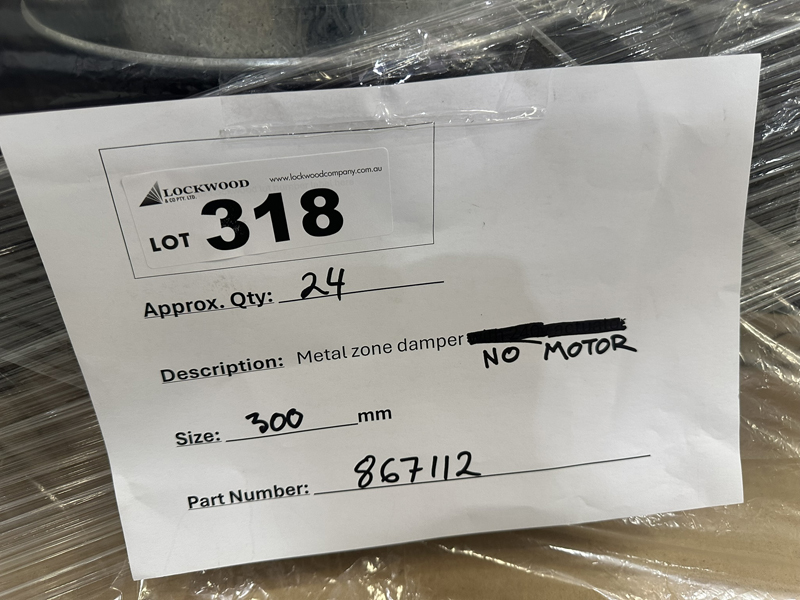 LOCKWOOD
& CO PTY. LTD.
www.lockwoodcompany.com.au
LOT 318
Approx. Qty: 24
Description: Metal zone damper
NO MOTOR
Size: 300 mm
Part Number: 867112